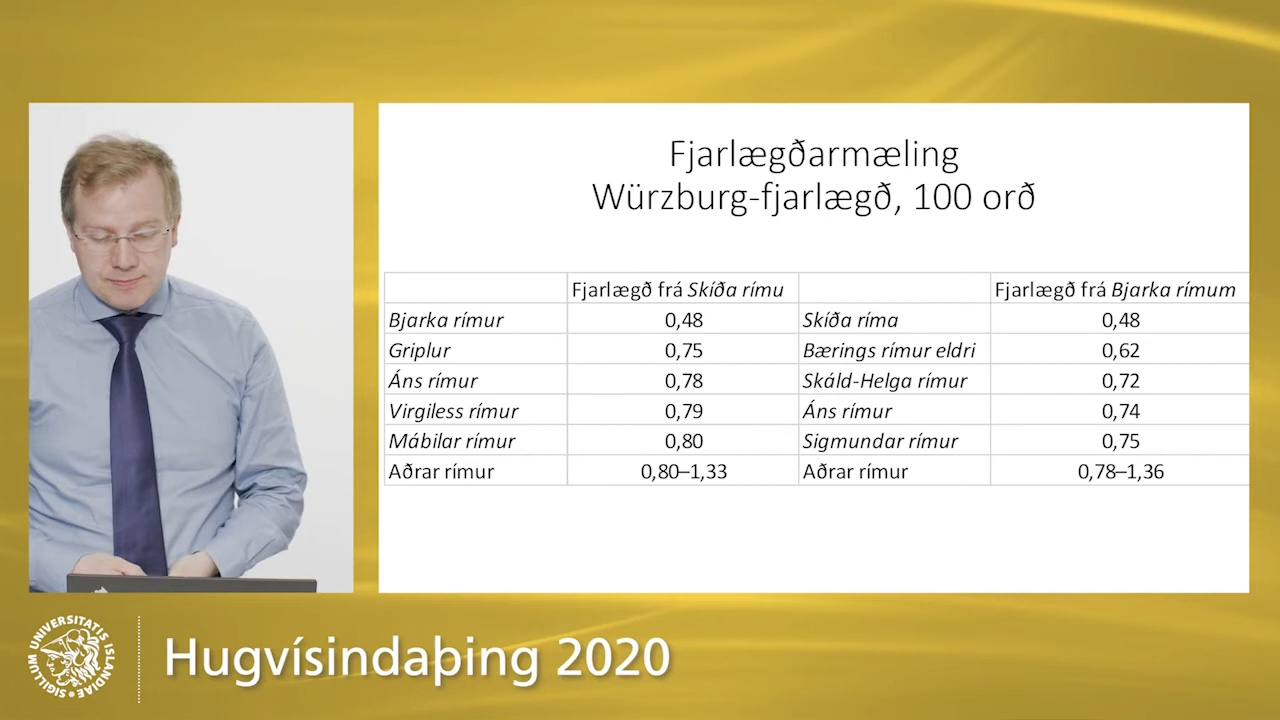 Fjarlægðarmæling
Würzburg-fjarlægð, 100 orð
Fjarlægð frá Skíða rímu Fjarlægð frá Bjarka rímum
Bjarka rímur 0,48 Skíða ríma 0,48
Griplur 0,75 Bærings rímur eldri 0,62
Áns rímur 0,78 Skáld-Helga rímur 0,72
Virgiless rímur 0,79 Áns rímur 0,74
Mábilar rímur 0,80 Sigmundar rímur 0,75
Aðrar rímur 0,80–1,33 Aðrar rímur 0,78–1,36
SIGILLUM UNIVERSITATIS ISLANDIAE
Hugvísindaþing 2020